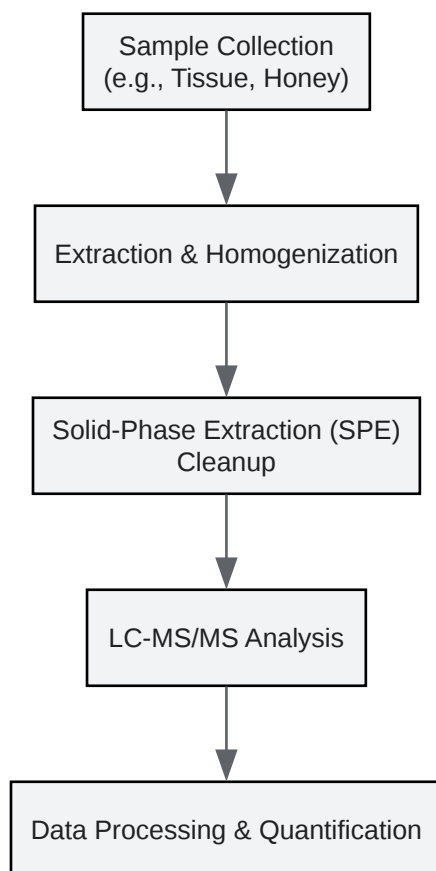 Sample Collection
(e.g., Tissue, Honey)
Extraction & Homogenization
Solid-Phase Extraction (SPE)
Cleanup
LC-MS/MS Analysis
Data Processing & Quantification